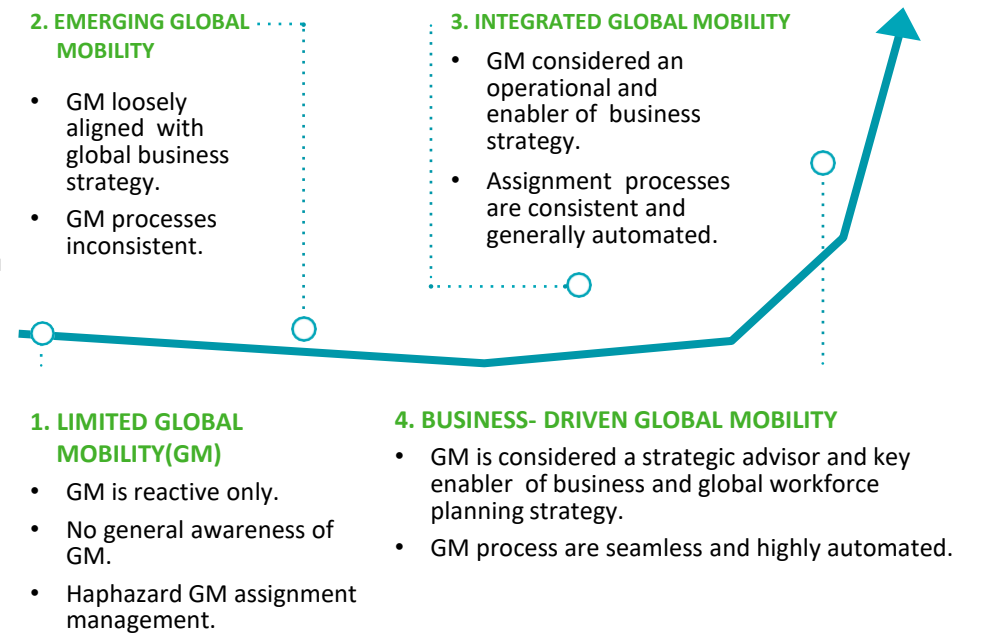 2. EMERGING GLOBAL
MOBILITY
• GM loosely
aligned with
global business
strategy.
• GM processes
inconsistent.
3. INTEGRATED GLOBAL MOBILITY
• GM considered an
operational and
enabler of business
strategy.
• Assignment processes
are consistent and
generally automated.
1. LIMITED GLOBAL
MOBILITY(GM)
• GM is reactive only.
• No general awareness of
GM.
• Haphazard GM assignment
management.
4. BUSINESS- DRIVEN GLOBAL MOBILITY
• GM is considered a strategic advisor and key
enabler of business and global workforce
planning strategy.
• GM process are seamless and highly automated.